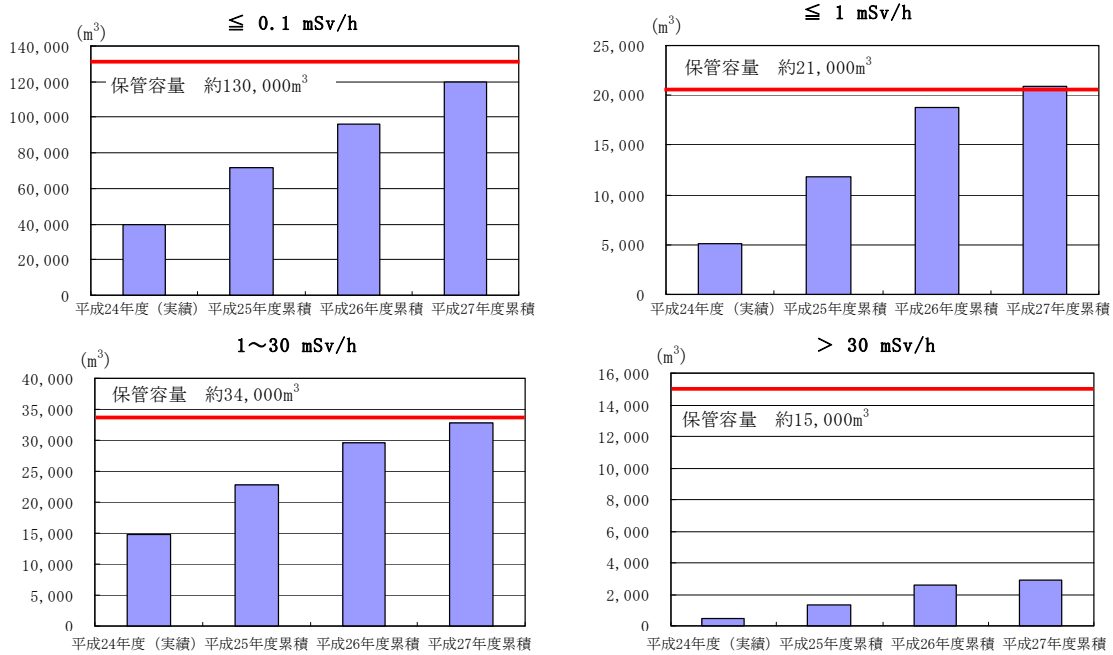 ≦ 0.1 mSv/h
(m³)
140,000
120,000
100,000
80,000
60,000
40,000
20,000
0
保管容量 約130,000m³
平成24年度（実績） 平成25年度累積 平成26年度累積 平成27年度累積
≦ 1 mSv/h
(m³)
25,000
20,000
15,000
10,000
5,000
0
保管容量 約21,000m³
平成24年度（実績） 平成25年度累積 平成26年度累積 平成27年度累積
1～30 mSv/h
(m³)
40,000
35,000
30,000
25,000
20,000
15,000
10,000
5,000
0
保管容量 約34,000m³
平成24年度（実績） 平成25年度累積 平成26年度累積 平成27年度累積
＞ 30 mSv/h
(m³)
16,000
14,000
12,000
10,000
8,000
6,000
4,000
2,000
0
保管容量 約15,000m³
平成24年度（実績） 平成25年度累積 平成26年度累積 平成27年度累積